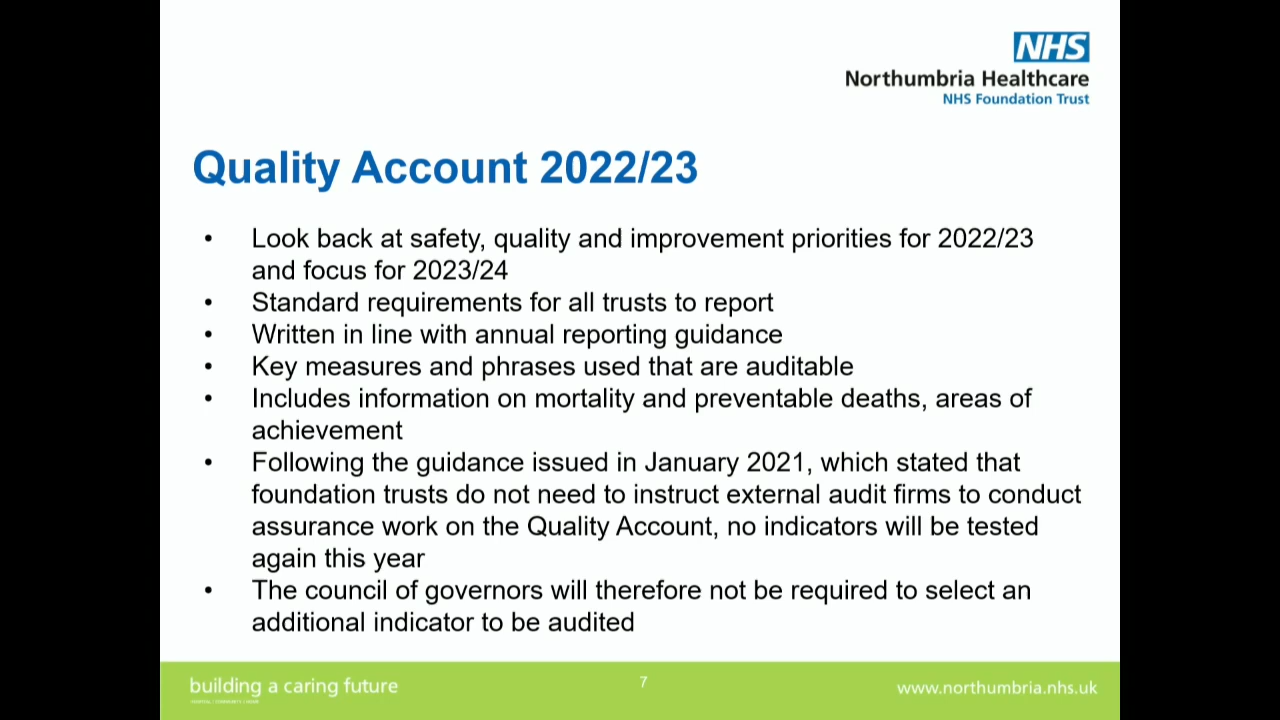 NHS
Northumbria Healthcare
NHS Foundation Trust
Quality Account 2022/23
• Look back at safety, quality and improvement priorities for 2022/23
and focus for 2023/24
• Standard requirements for all trusts to report
• Written in line with annual reporting guidance
• Key measures and phrases used that are auditable
• Includes information on mortality and preventable deaths, areas of
achievement
• Following the guidance issued in January 2021, which stated that
foundation trusts do not need to instruct external audit firms to conduct
assurance work on the Quality Account, no indicators will be tested
again this year
• The council of governors will therefore not be required to select an
additional indicator to be audited
building a caring future
7
www.northumbria.nhs.uk